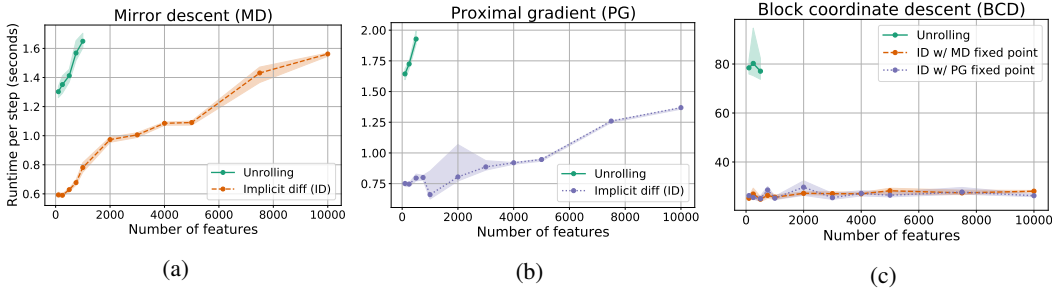 Mirror descent (MD)
Runtime per step (seconds)
1.6
1.4
1.2
1.0
0.8
0.6
Unrolling
Implicit diff (ID)
0 2000 4000 6000 8000 10000
Number of features
(a)
Proximal gradient (PG)
2.00
1.75
1.50
1.25
1.00
0.75
Unrolling
Implicit diff (ID)
0 2000 4000 6000 8000 10000
Number of features
(b)
Block coordinate descent (BCD)
80
60
40
Unrolling
ID w/ MD fixed point
ID w/ PG fixed point
0 2000 4000 6000 8000 10000
Number of features
(c)